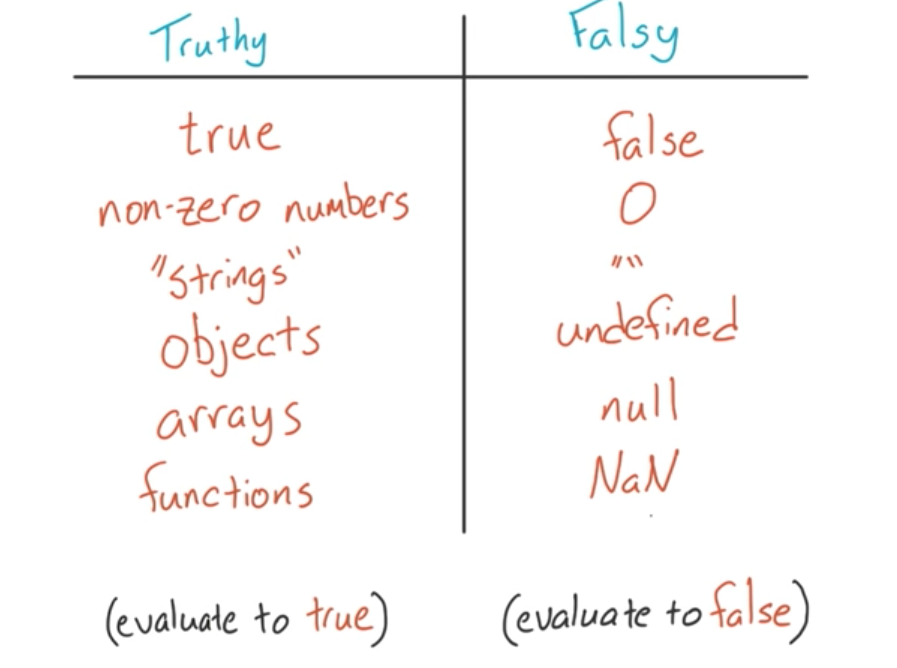 Truthy Falsy
true false
non-zero numbers 0
"strings" ""
objects undefined
arrays null
functions NaN
(evaluate to true) (evaluate to false)